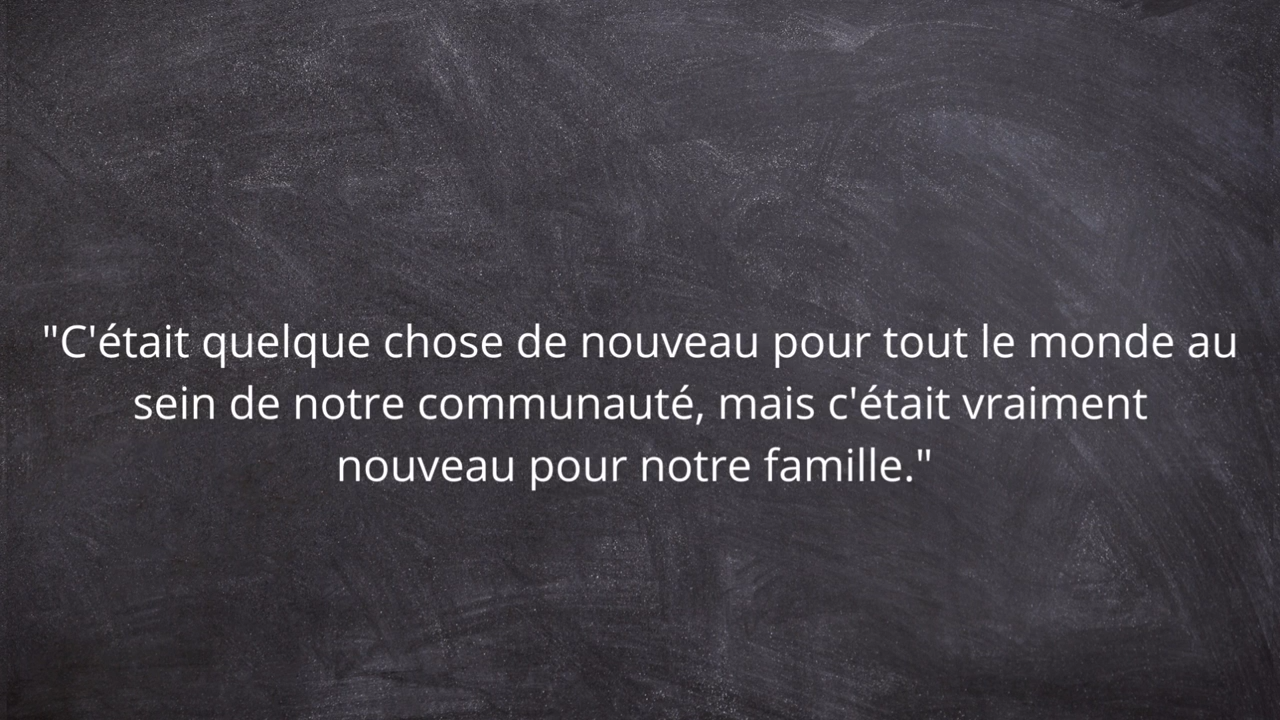 "C'était quelque chose de nouveau pour tout le monde au
sein de notre communauté, mais c'était vraiment
nouveau pour notre famille."